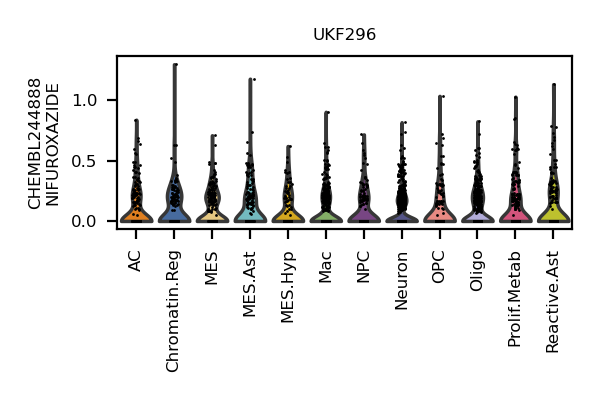 UKF296
CHEMBL244888
NIFUROXAZIDE
1.0
0.5
0.0
AC
Chromatin.Reg
MES
MES.Ast
MES.Hyp
Mac
NPC
Neuron
OPC
Oligo
Prolif.Metab
Reactive.Ast